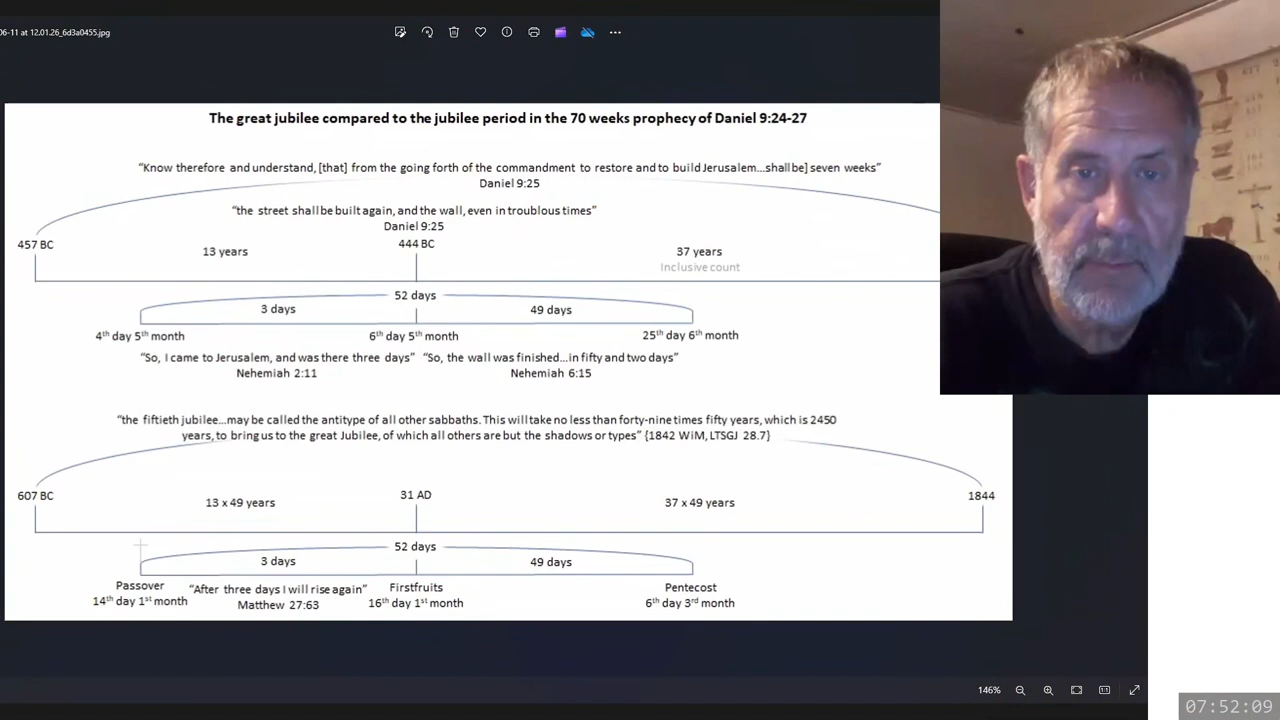 06-11 at 12.01.26_6d3a0455.jpg
The great jubilee compared to the jubilee period in the 70 weeks prophecy of Daniel 9:24-27
“Know therefore and understand, [that] from the going forth of the commandment to restore and to build Jerusalem...shall be] seven weeks”
Daniel 9:25
“the street shall be built again, and the wall, even in troublous times”
Daniel 9:25
457 BC
13 years
444 BC
37 years
Inclusive count
52 days
3 days
49 days
4th day 5th month
6th day 5th month
25th day 6th month
“So, I came to Jerusalem, and was there three days” “So, the wall was finished...in fifty and two days”
Nehemiah 2:11
Nehemiah 6:15
“the fiftieth jubilee...may be called the antitype of all other sabbaths. This will take no less than forty-nine times fifty years, which is 2450
years, to bring us to the great Jubilee, of which all others are but the shadows or types” {1842 WiM, LTSGJ 28.7}
607 BC
13 x 49 years
31 AD
37 x 49 years
1844
52 days
3 days
49 days
Passover
14th day 1st month
“After three days I will rise again”
Matthew 27:63
Firstfruits
16th day 1st month
Pentecost
6th day 3rd month
146%
07:52:09